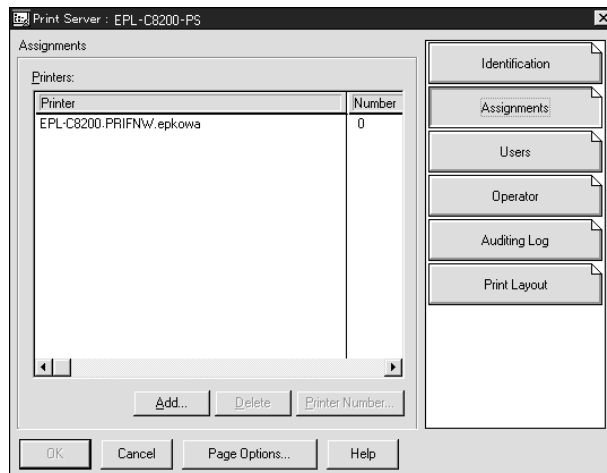 Print Server : EPL-C8200-PS
Assignments
Printers:
Printer Number
EPL-C8200.PRIFNW.epkowa 0
Add... Delete Printer Number...
OK Cancel Page Options... Help
Identification
Assignments
Users
Operator
Auditing Log
Print Layout